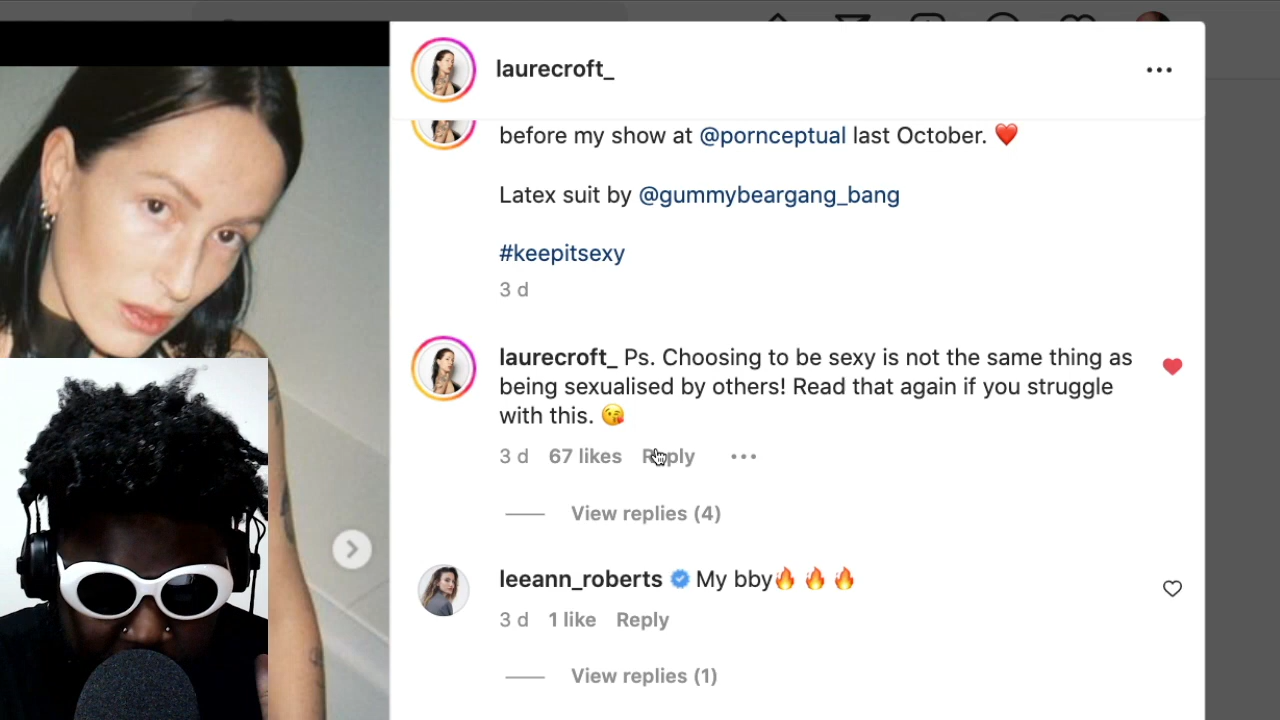 laurecroft_
before my show at @pornceptual last October. ❤️
Latex suit by @gummybeargang_bang
#keepitsexy
3 d
laurecroft_ Ps. Choosing to be sexy is not the same thing as
being sexualised by others! Read that again if you struggle
with this. 😘
3 d 67 likes Reply
View replies (4)
leeann_roberts My bby🔥🔥🔥
3 d 1 like Reply
View replies (1)